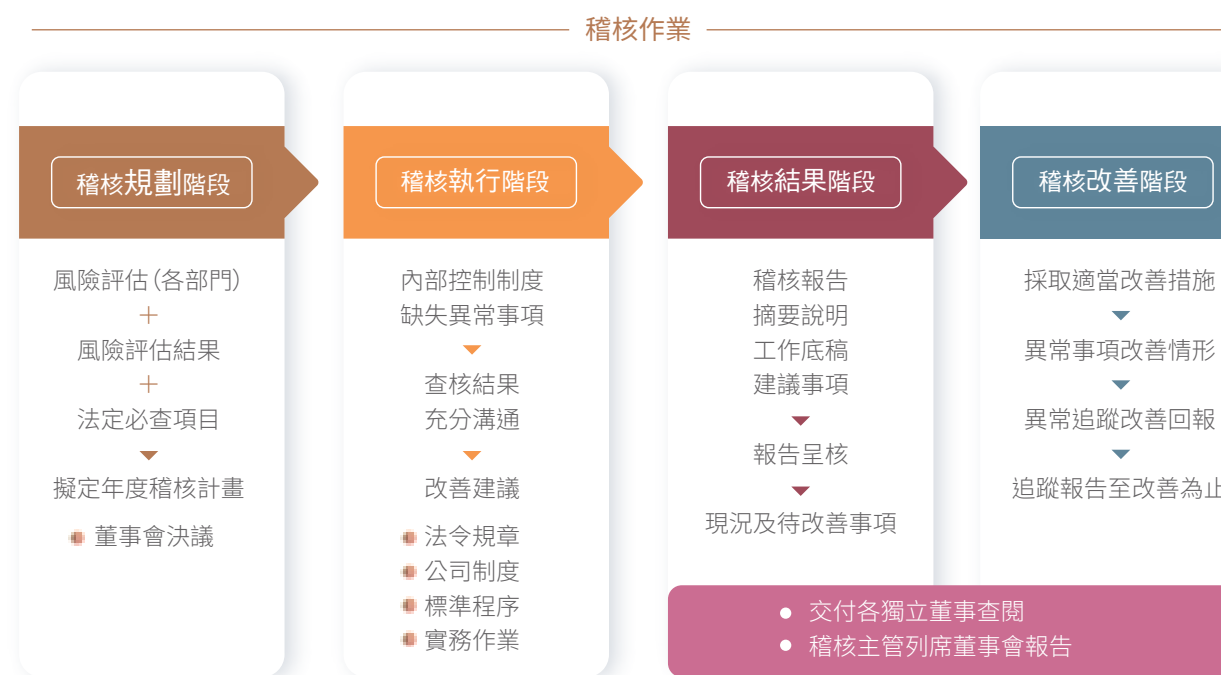 稽核作業
稽核規劃階段
風險評估(各部門)
+
風險評估結果
+
法定必查項目
擬定年度稽核計畫
董事會決議
稽核執行階段
內部控制制度
缺失異常事項
查核結果
充分溝通
改善建議
法令規章
公司制度
標準程序
實務作業
稽核結果階段
稽核報告
摘要說明
工作底稿
建議事項
報告呈核
現況及待改善事項
稽核改善階段
採取適當改善措施
異常事項改善情形
異常追蹤改善回報
追蹤報告至改善為止
交付各獨立董事查閱
稽核主管列席董事會報告